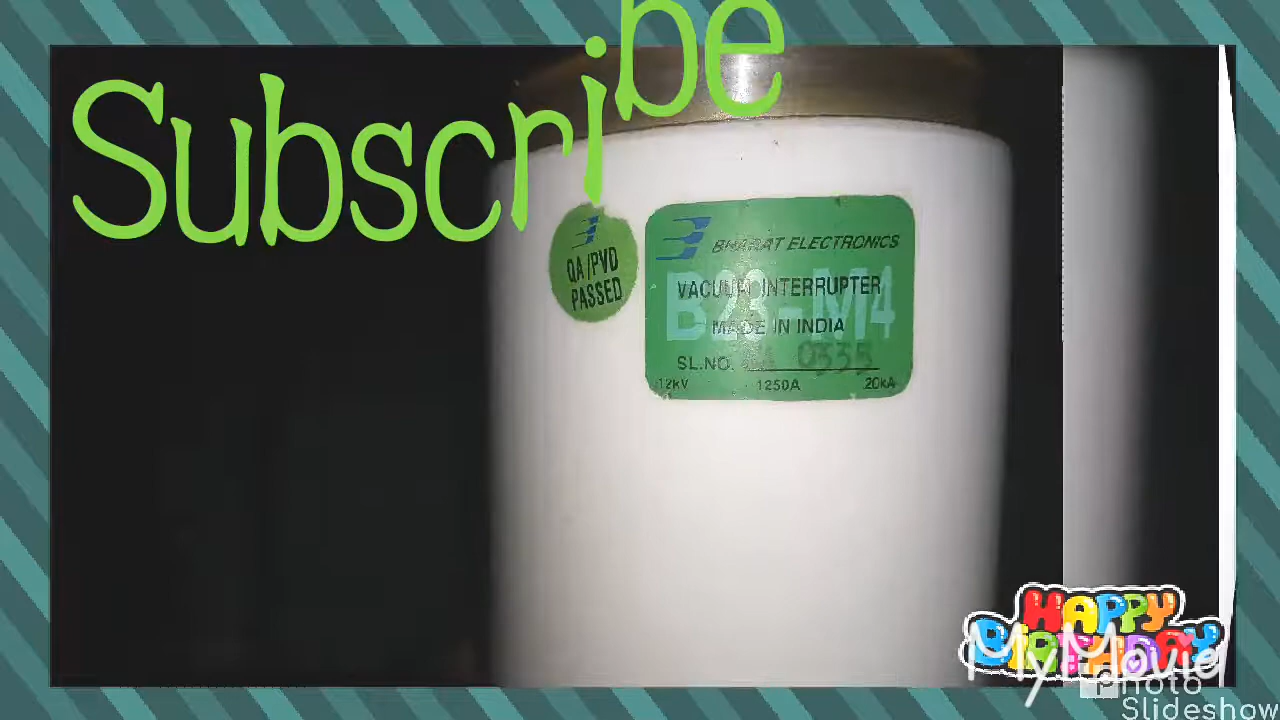 Subscribe
QA/PVD
PASSED
BHARAT ELECTRONICS
B23-M4
VACUUM INTERRUPTER
MADE IN INDIA
SL.NO. 0335
12kV 1250A 20kA
HAPPY
BIRTHDAY
My Movie
Photo
Slideshow